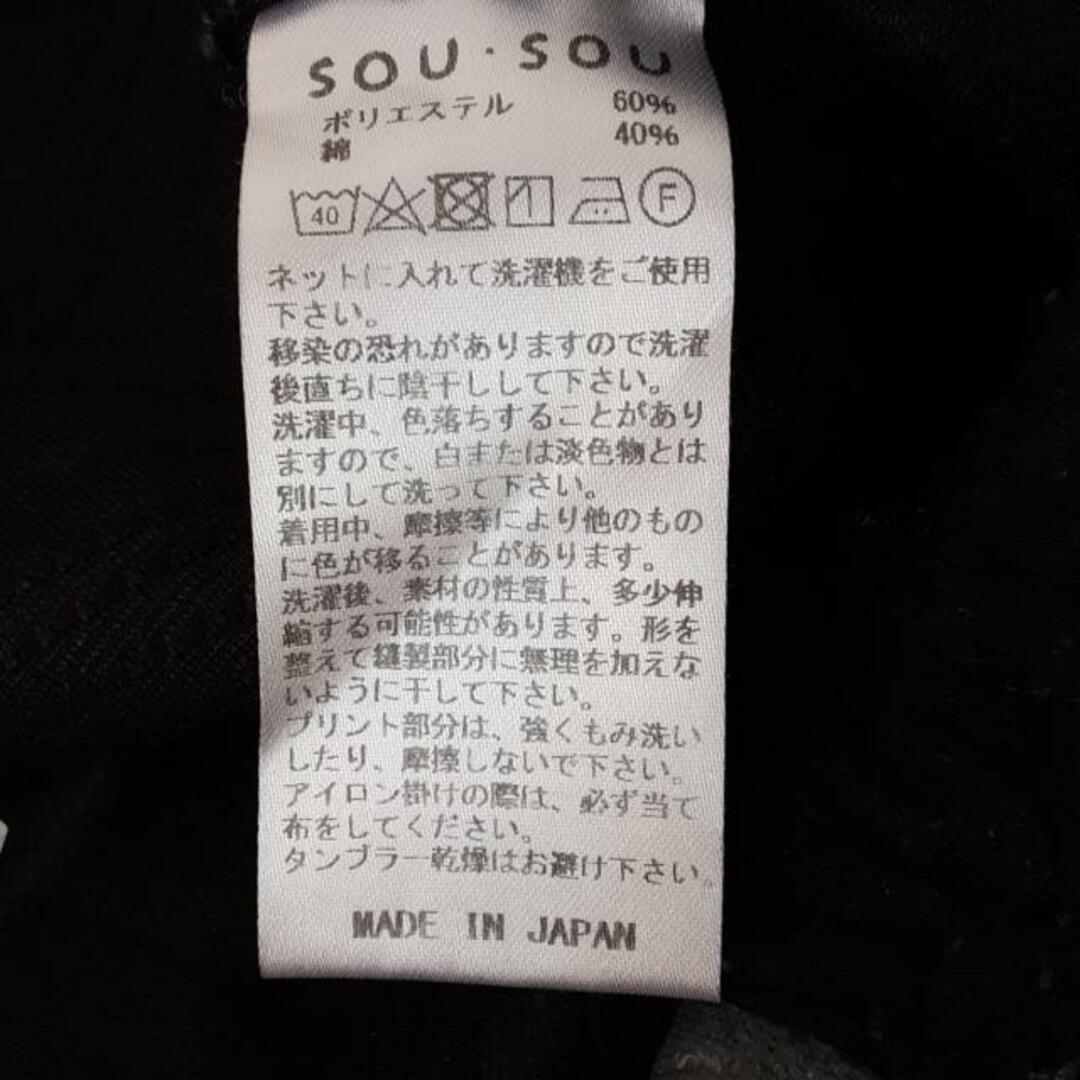 SOU・SOU
ポリエステル 60%
綿 40%
40 F
ネットに入れて洗濯機をご使用
下さい。
移染の恐れがありますので洗濯
後直ちに陰干しして下さい。
洗濯中、色落ちすることがあり
ますので、白または淡色物とは
別にして洗って下さい。
着用中、摩擦等により他のもの
に色が移ることがあります。
洗濯後、素材の性質上、多少伸
縮する可能性があります。形を
整えて縫製部分に無理を加えな
いように干して下さい。
プリント部分は、強くもみ洗い
したり、摩擦しないで下さい。
アイロン掛けの際は、必ず当て
布をしてください。
タンブラー乾燥はお避け下さい。
MADE IN JAPAN